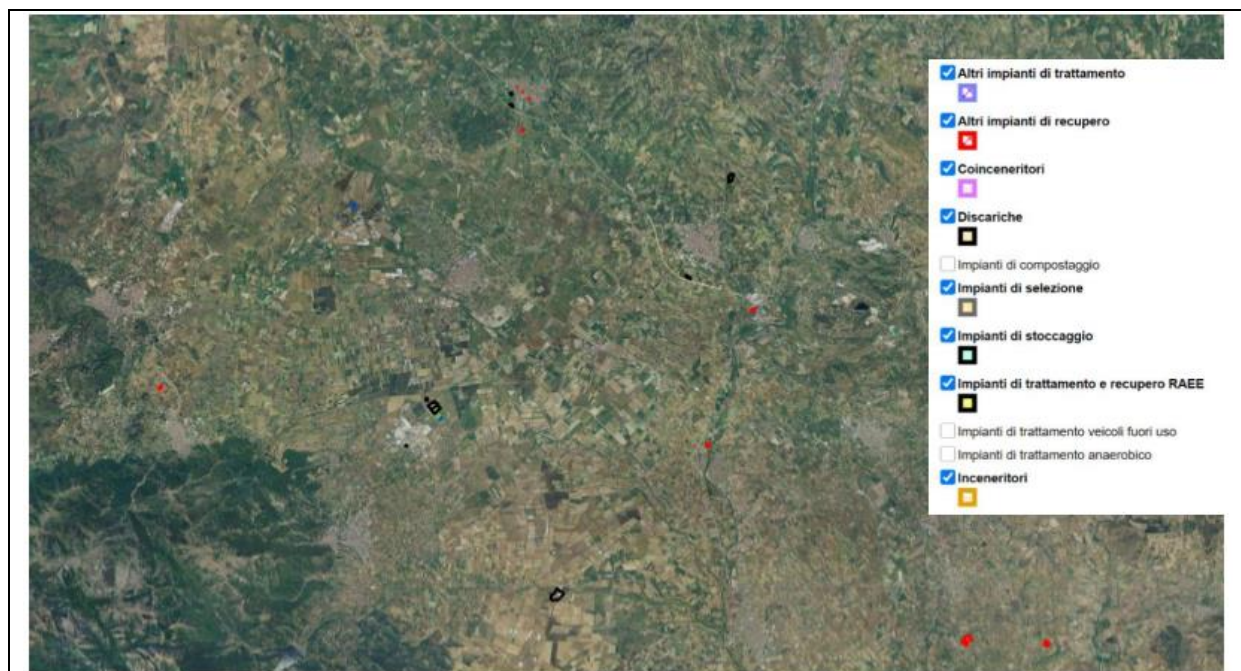 Altri impianti di trattamento
Altri impianti di recupero
Coinceneritori
Discariche
Impianti di compostaggio
Impianti di selezione
Impianti di stoccaggio
Impianti di trattamento e recupero RAEE
Impianti di trattamento veicoli fuori uso
Impianti di trattamento anaerobico
Inceneritori